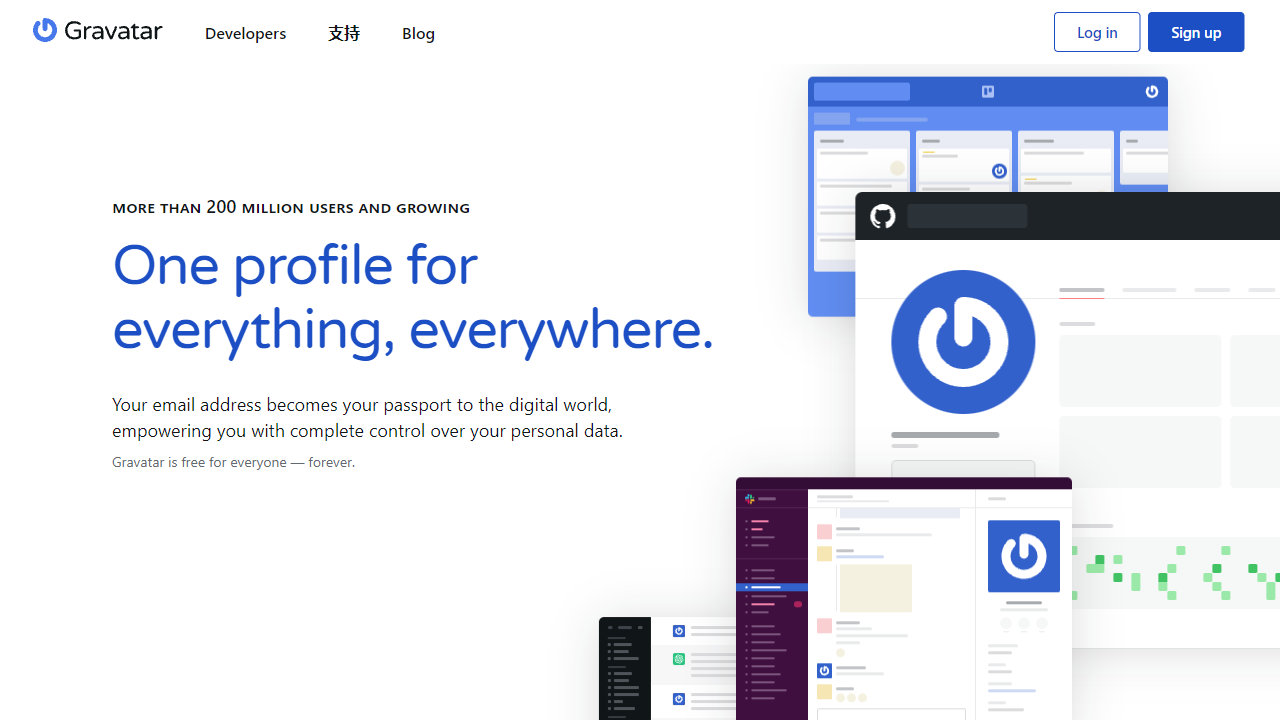 Gravatar
Developers
支持
Blog
Log in
Sign up
MORE THAN 200 MILLION USERS AND GROWING
One profile for
everything, everywhere.
Your email address becomes your passport to the digital world,
empowering you with complete control over your personal data.
Gravatar is free for everyone — forever.